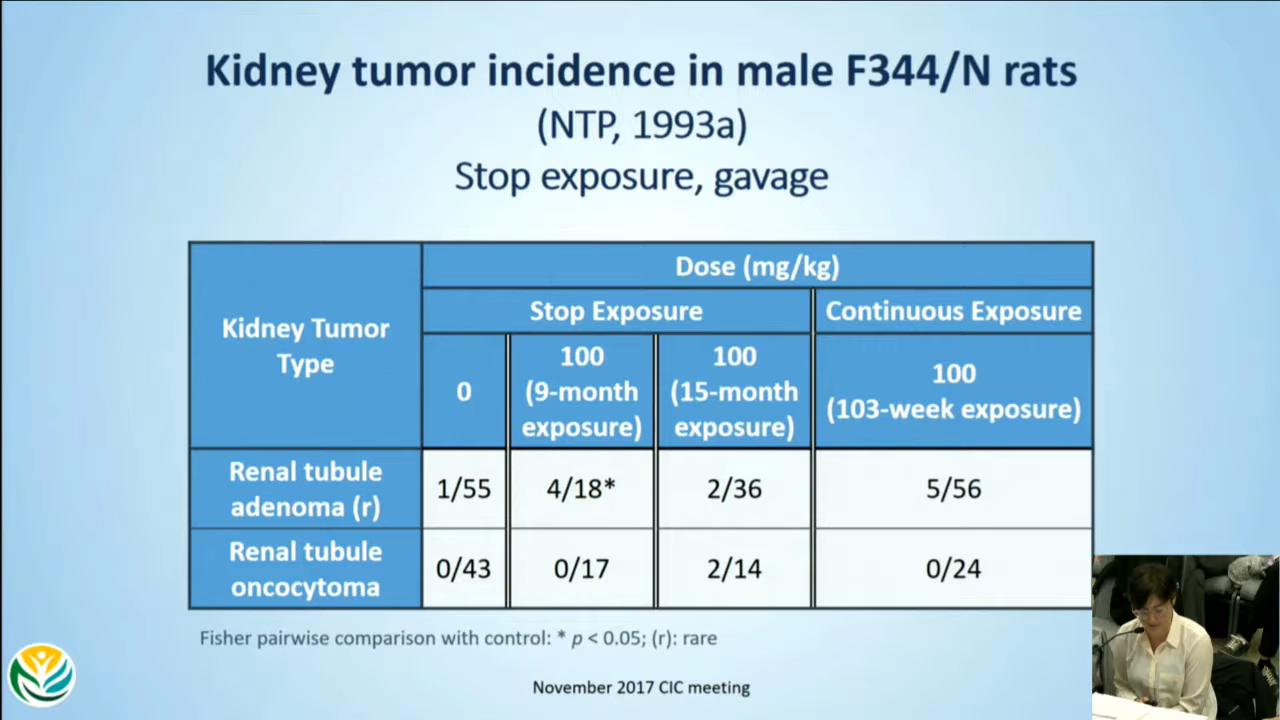 Kidney tumor incidence in male F344/N rats
(NTP, 1993a)
Stop exposure, gavage
Kidney Tumor
Type
Dose (mg/kg)
Stop Exposure
Continuous Exposure
0
100
(9-month
exposure)
100
(15-month
exposure)
100
(103-week exposure)
Renal tubule
adenoma (r)
1/55
4/18*
2/36
5/56
Renal tubule
oncocytoma
0/43
0/17
2/14
0/24
Fisher pairwise comparison with control: * p < 0.05; (r): rare
November 2017 CIC meeting